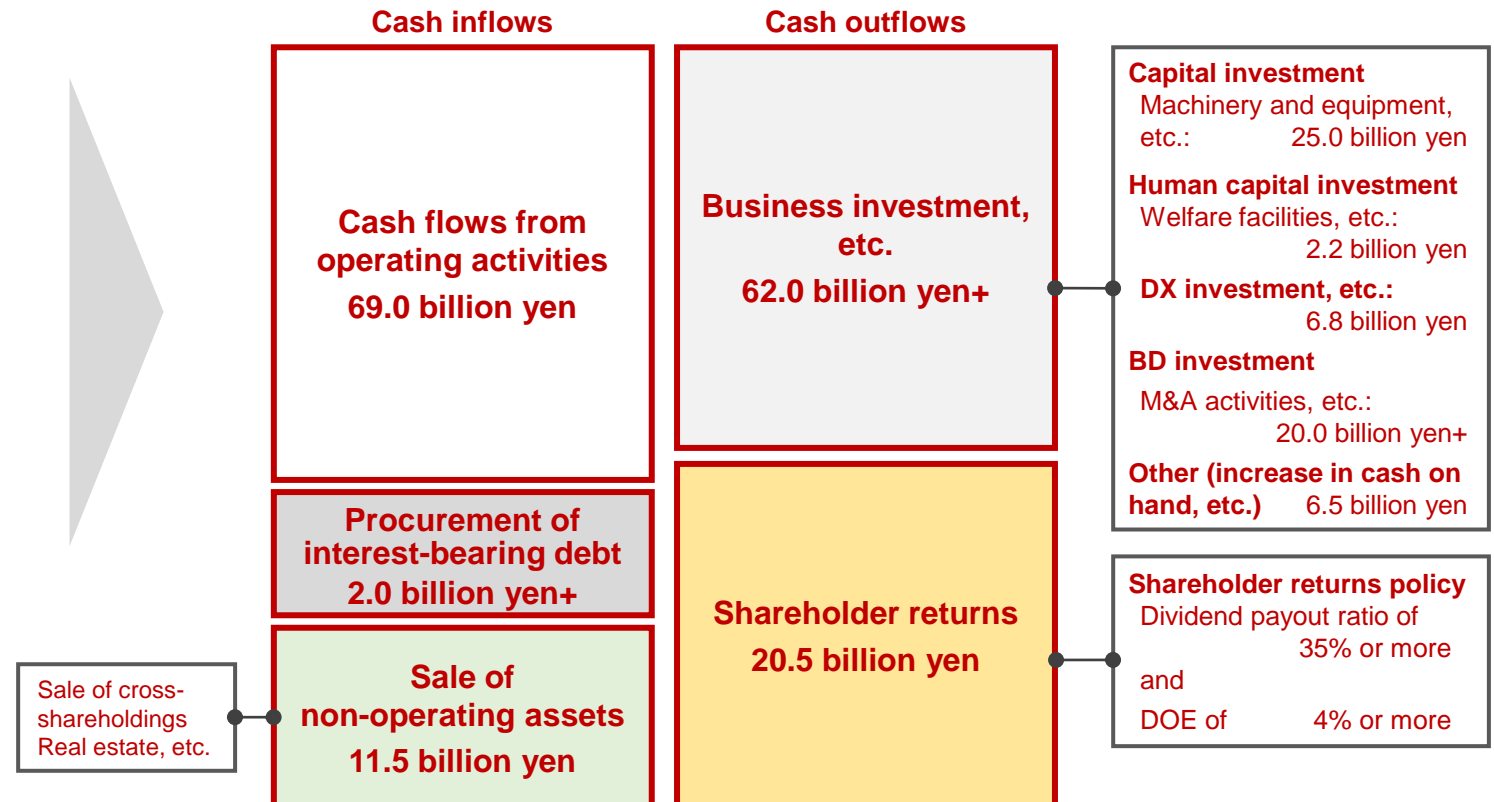 Cash inflows
Cash outflows
Cash flows from
operating activities
69.0 billion yen
Procurement of
interest-bearing debt
2.0 billion yen+
Sale of
non-operating assets
11.5 billion yen
Sale of cross-
shareholdings
Real estate, etc.
Business investment,
etc.
62.0 billion yen+
Shareholder returns
20.5 billion yen
Capital investment
Machinery and equipment,
etc.: 25.0 billion yen
Human capital investment
Welfare facilities, etc.:
2.2 billion yen
DX investment, etc.:
6.8 billion yen
BD investment
M&A activities, etc.:
20.0 billion yen+
Other (increase in cash on
hand, etc.) 6.5 billion yen
Shareholder returns policy
Dividend payout ratio of
35% or more
and
DOE of 4% or more